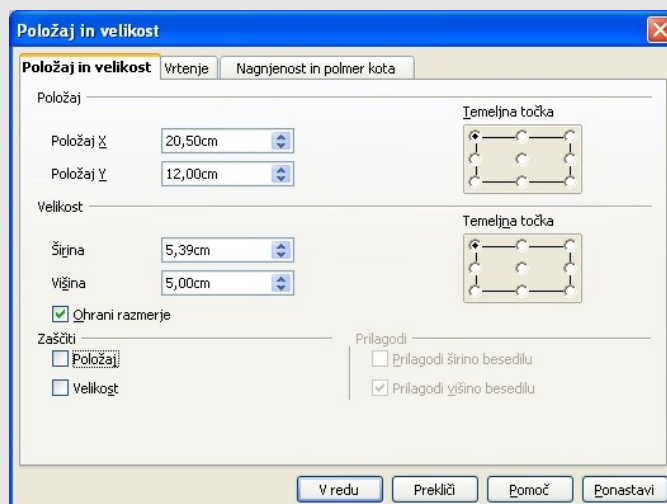 Položaj in velikost
Položaj in velikost Vrtenje Nagnjenost in polmer kota
Položaj
Temeljna točka
Položaj X 20,50cm
Položaj Y 12,00cm
Velikost
Temeljna točka
Širina 5,39cm
Višina 5,00cm
Ohrani razmerje
Zaščiti Prilagodi
Položaj Prilagodi širino besedilu
Velikost Prilagodi višino besedilu
V redu Prekliči Pomoč Ponastavi